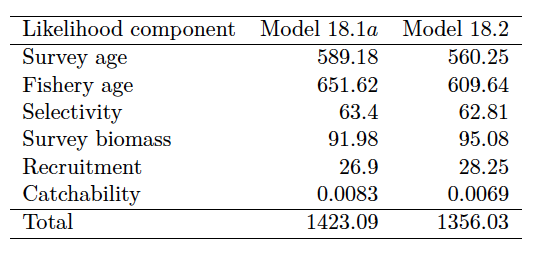 Likelihood component Model 18.1a Model 18.2
Survey age 589.18 560.25
Fishery age 651.62 609.64
Selectivity 63.4 62.81
Survey biomass 91.98 95.08
Recruitment 26.9 28.25
Catchability 0.0083 0.0069
Total 1423.09 1356.03